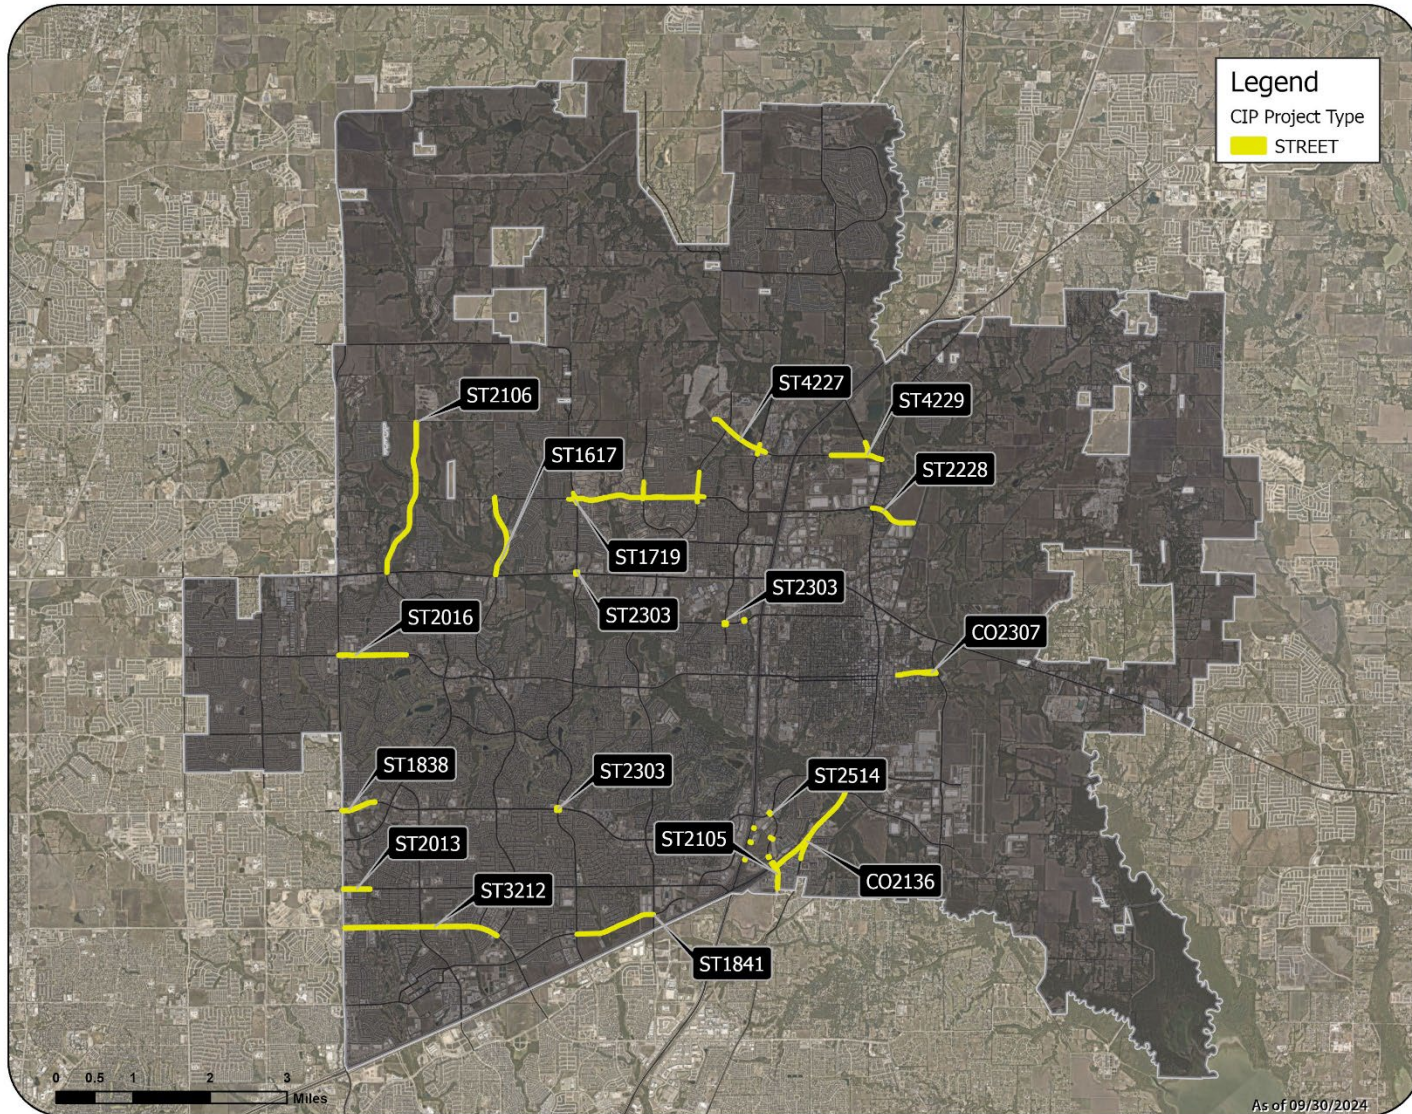 Legend
CIP Project Type
STREET
ST4227
ST2106
ST4229
ST1617
ST2228
ST1719
ST2303
ST2303
ST2016
CO2307
ST1838
ST2303
ST2514
ST2105
ST2013
CO2136
ST3212
ST1841
0 0.5 1 2 3
Miles
As of 09/30/2024